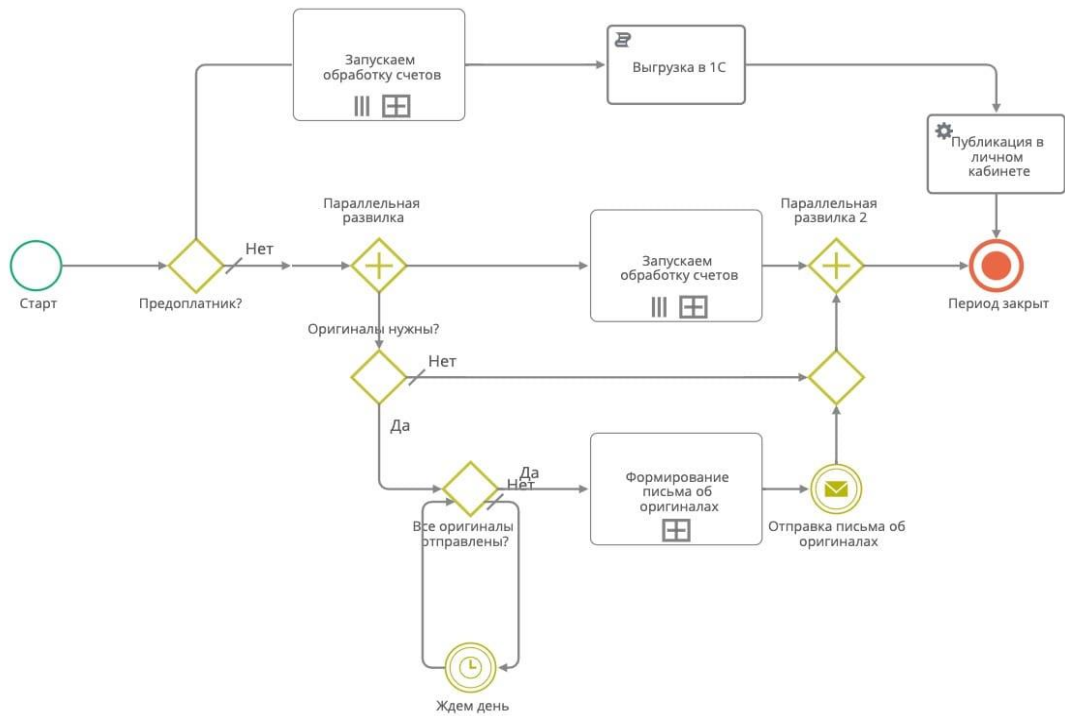 Запускаем
обработку счетов
Выгрузка в 1С
Публикация в
личном
кабинете
Параллельная
развилка
Параллельная
развилка 2
Нет
Запускаем
обработку счетов
Старт
Предоплатник?
Период закрыт
Оригиналы нужны?
Нет
Да
Да
Нет
Формирование
письма об
оригиналах
Все оригиналы
отправлены?
Отправка письма об
оригиналах
Ждем день